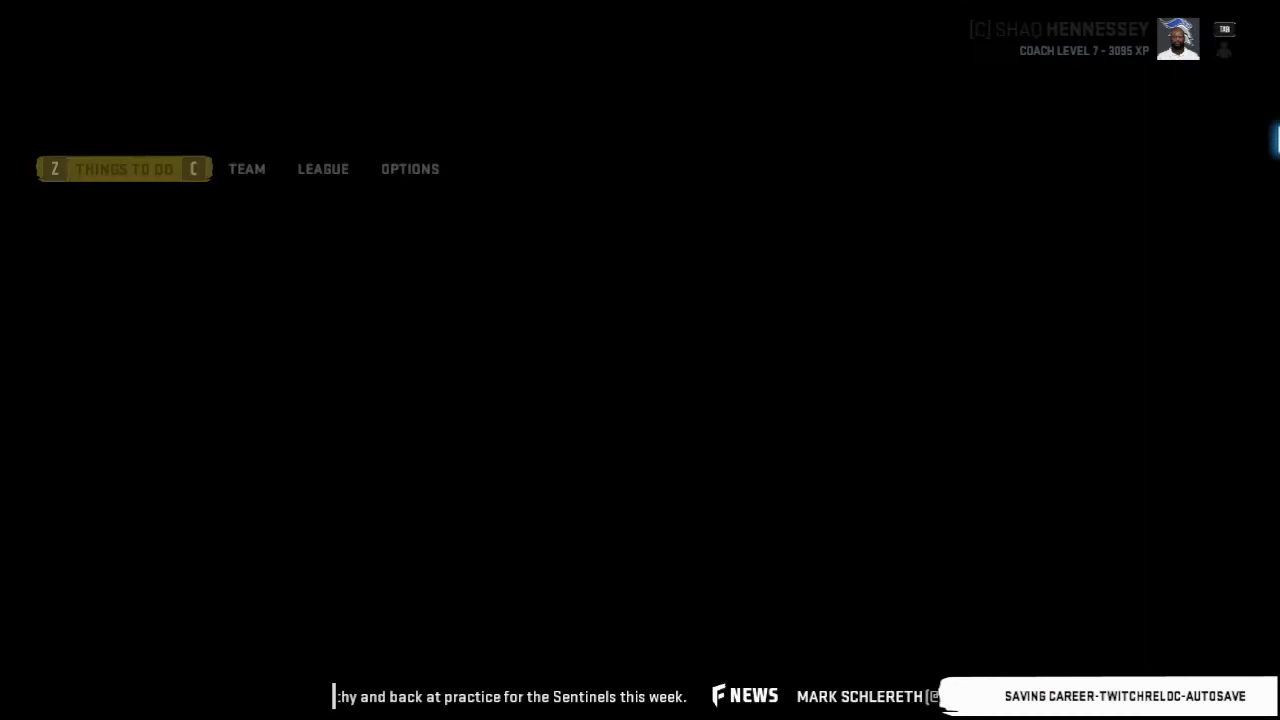 [C] SHAQ HENNESSEY
COACH LEVEL 7 - 3095 XP
TAB
Z THINGS TO DO C TEAM LEAGUE OPTIONS
hy and back at practice for the Sentinels this week. NEWS MARK SCHLERETH (@
SAVING CAREER-TWITCHRELOC-AUTOSAVE